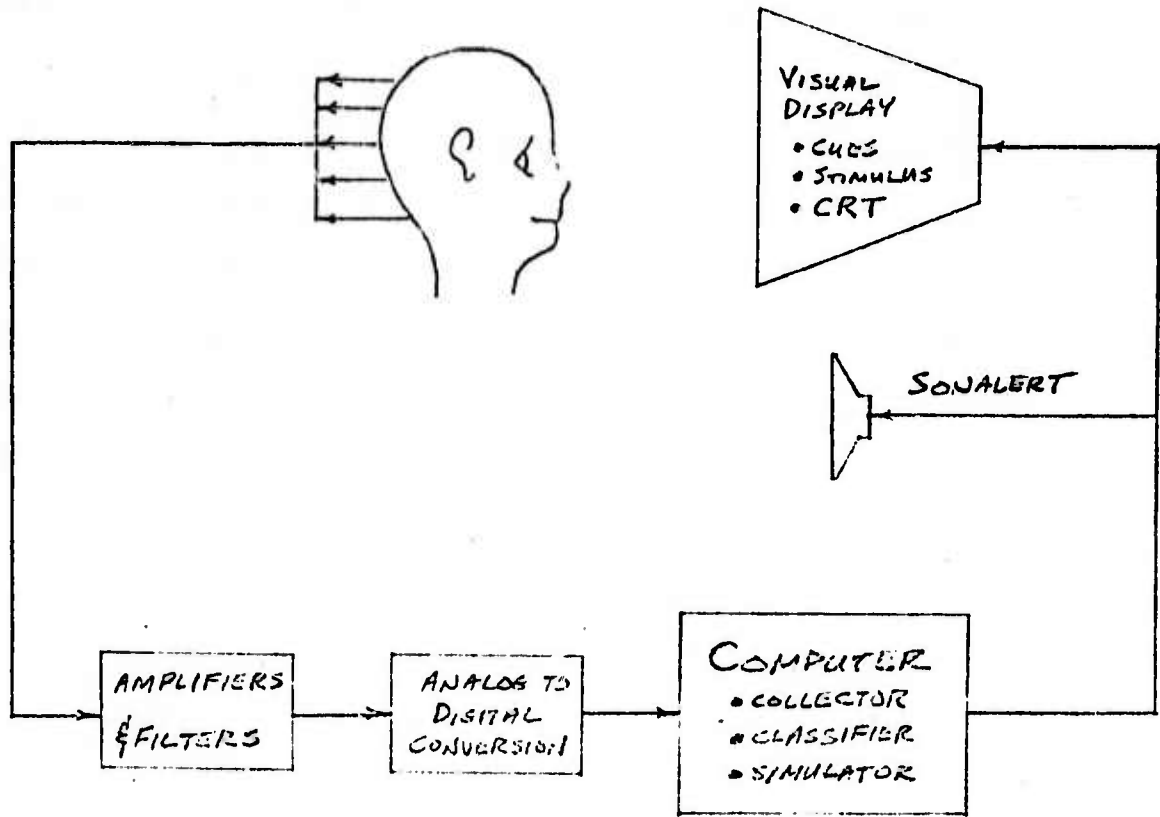 VISUAL
DISPLAY
• CUES
• STIMULUS
• CRT
SONALERT
AMPLIFIERS
& FILTERS
ANALOG TO
DIGITAL
CONVERSION
COMPUTER
• COLLECTOR
• CLASSIFIER
• SIMULATOR